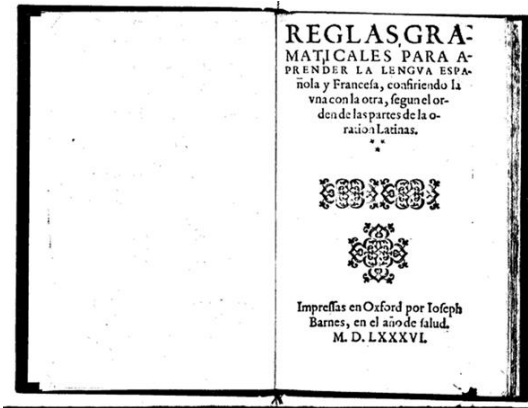 REGLAS GRA-
MATICALES PARA A-
PRENDER LA LENGVA ESPA-
ñola y Francesa, confiriendo la
vna con la otra, segun el or-
den de las partes de la o-
ration Latinas.
Impressas en Oxford por Ioseph
Barnes, en el año de salud.
M. D. LXXXVI.